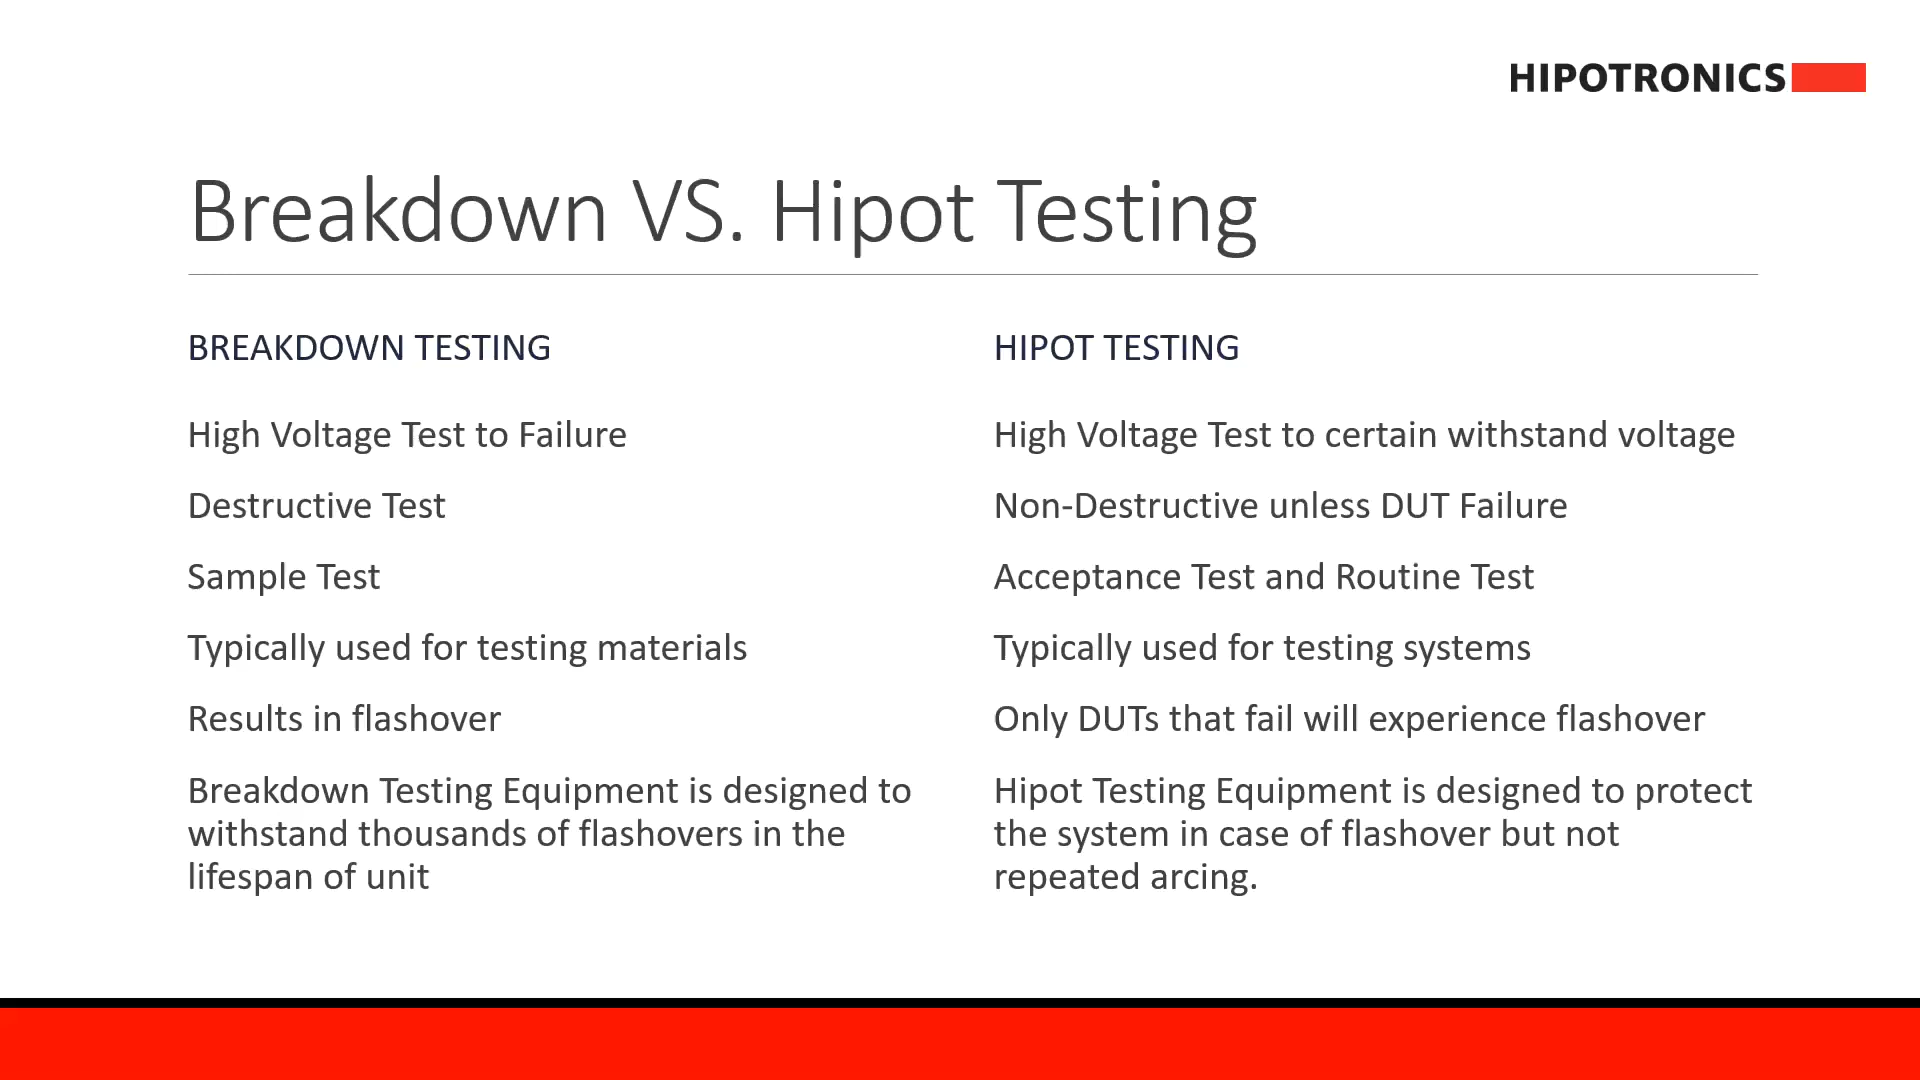 HIPOTRONICS
Breakdown VS. Hipot Testing
BREAKDOWN TESTING
High Voltage Test to Failure
Destructive Test
Sample Test
Typically used for testing materials
Results in flashover
Breakdown Testing Equipment is designed to
withstand thousands of flashovers in the
lifespan of unit
HIPOT TESTING
High Voltage Test to certain withstand voltage
Non-Destructive unless DUT Failure
Acceptance Test and Routine Test
Typically used for testing systems
Only DUTs that fail will experience flashover
Hipot Testing Equipment is designed to protect
the system in case of flashover but not
repeated arcing.